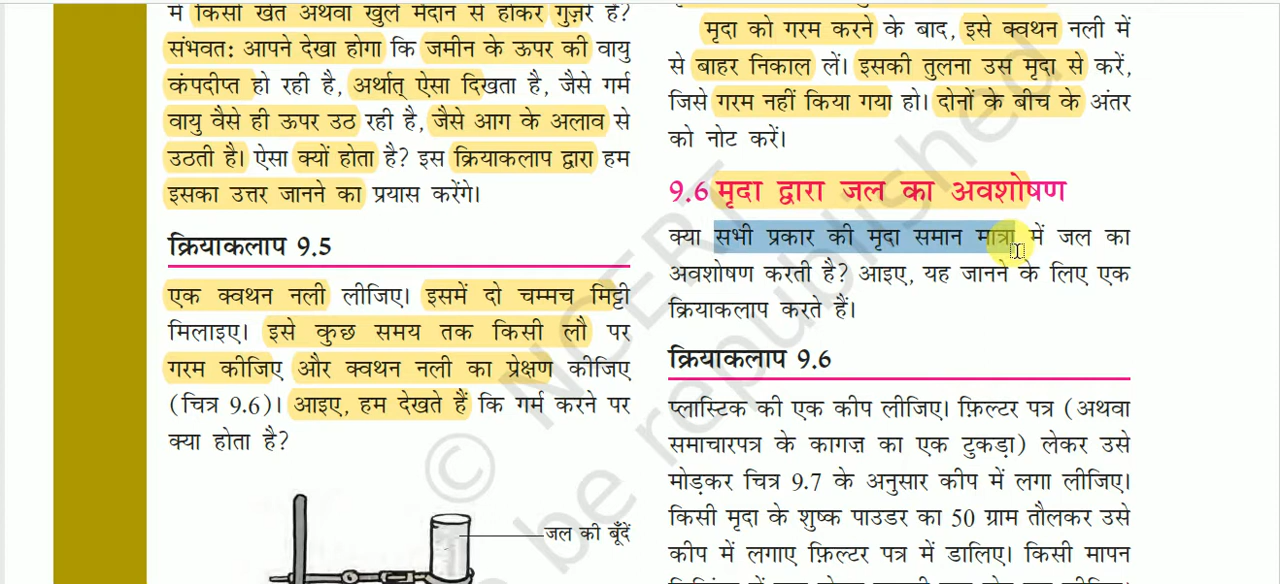 में किसी खेत अथवा खुले मैदान से होकर गुज़रे हैं?
संभवत: आपने देखा होगा कि जमीन के ऊपर की वायु
कंपदीप्त हो रही है, अर्थात् ऐसा दिखता है, जैसे गर्म
वायु वैसे ही ऊपर उठ रही है, जैसे आग के अलाव से
उठती है। ऐसा क्यों होता है? इस क्रियाकलाप द्वारा हम
इसका उत्तर जानने का प्रयास करेंगे।
क्रियाकलाप 9.5
एक क्वथन नली लीजिए। इसमें दो चम्मच मिट्टी
मिलाइए। इसे कुछ समय तक किसी लौ पर
गरम कीजिए और क्वथन नली का प्रेक्षण कीजिए
(चित्र 9.6)। आइए, हम देखते हैं कि गर्म करने पर
क्या होता है?
जल की बूँदें
मृदा को गरम करने के बाद, इसे क्वथन नली में
से बाहर निकाल लें। इसकी तुलना उस मृदा से करें,
जिसे गरम नहीं किया गया हो। दोनों के बीच के अंतर
को नोट करें।
9.6 मृदा द्वारा जल का अवशोषण
क्या सभी प्रकार की मृदा समान मात्रा में जल का
अवशोषण करती है? आइए, यह जानने के लिए एक
क्रियाकलाप करते हैं।
क्रियाकलाप 9.6
प्लास्टिक की एक कीप लीजिए। फ़िल्टर पत्र (अथवा
समाचारपत्र के कागज़ का एक टुकड़ा) लेकर उसे
मोड़कर चित्र 9.7 के अनुसार कीप में लगा लीजिए।
किसी मृदा के शुष्क पाउडर का 50 ग्राम तौलकर उसे
कीप में लगाए फ़िल्टर पत्र में डालिए। किसी मापन
© NCERT
be republished